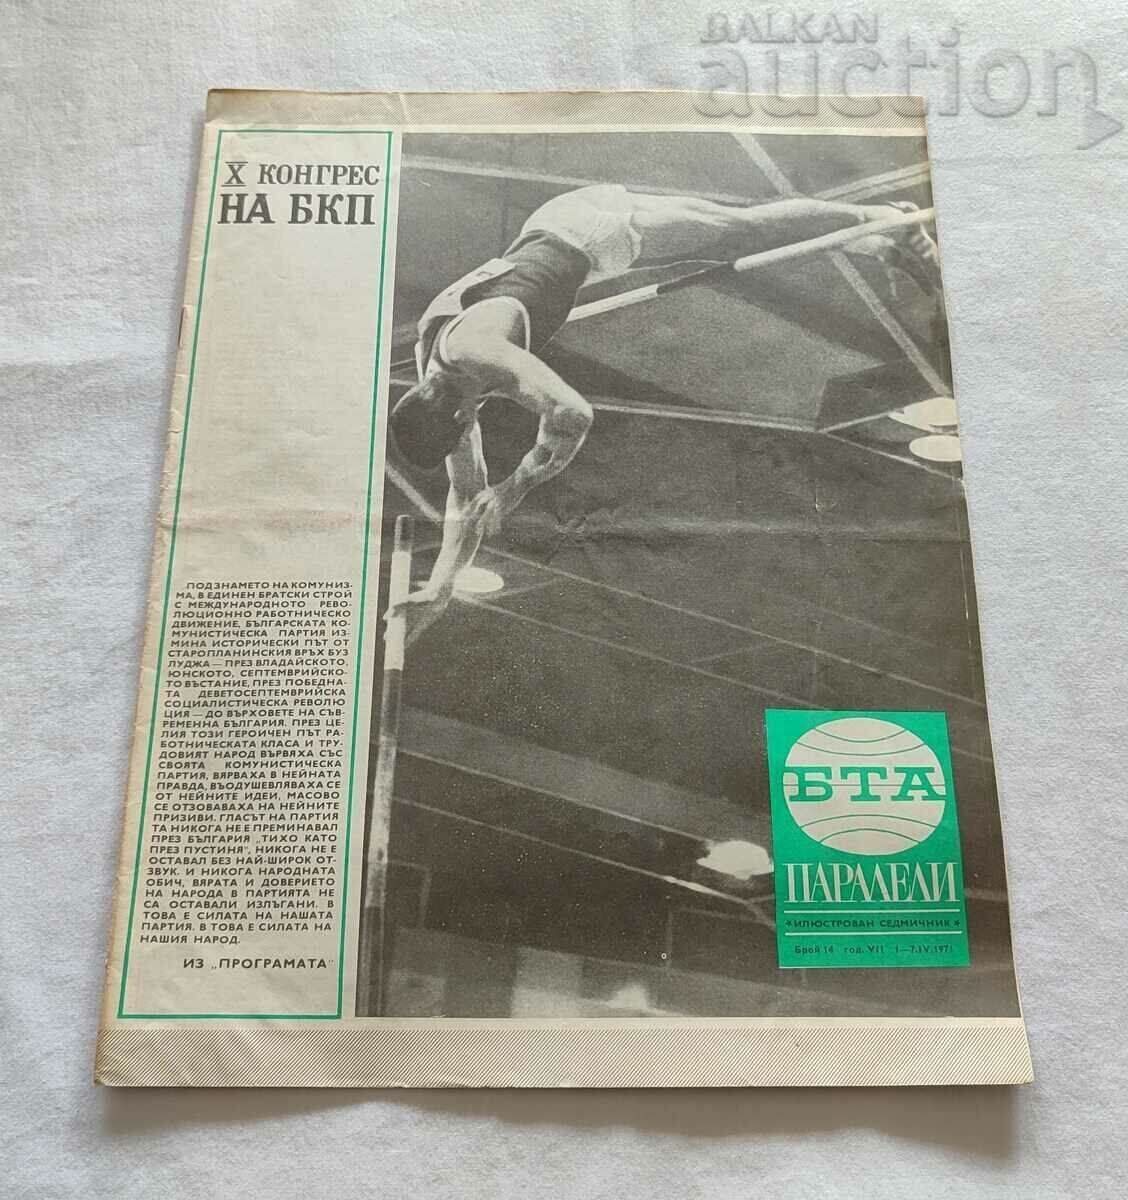 BALKAN
auction
X КОНГРЕС
НА БКП
„ПОД ЗНАМЕТО НА КОМУНИЗ-
МА, В ЕДИНЕН БРАТСКИ СТРОЙ
С МЕЖДУНАРОДНОТО РЕВО-
ЛЮЦИОННО РАБОТНИЧЕСКО
ДВИЖЕНИЕ, БЪЛГАРСКАТА КО-
МУНИСТИЧЕСКА ПАРТИЯ ИЗ-
МИНА ИСТОРИЧЕСКИ ПЪТ ОТ
СТАРОПЛАНИНСКИЯ ВРЪХ БУЗ
ЛУДЖА — ПРЕЗ ВЛАДАЙСКОТО,
ЮНСКОТО, СЕПТЕМВРИЙСКО-
ТО ВЪСТАНИЕ, ПРЕЗ ПОБЕДНА-
ТА ДЕВЕТОСЕПТЕМВРИЙСКА
СОЦИАЛИСТИЧЕСКА РЕВОЛЮ
ЦИЯ — ДО ВЪРХОВЕТЕ НА СЪВ-
РЕМЕННА БЪЛГАРИЯ. ПРЕЗ ЦЕ-
ЛИЯ ТОЗИ ГЕРОИЧЕН ПЪТ РА-
БОТНИЧЕСКАТА КЛАСА И ТРУ-
ДОВИЯТ НАРОД ВЪРВЯХА СЪС
СВОЯТА КОМУНИСТИЧЕСКА
ПАРТИЯ, ВЯРВАХА В НЕЙНАТА
ПРАВДА, ВЪОДУШЕВЛЯВАХА СЕ
ОТ НЕЙНИТЕ ИДЕИ, МАСОВО
СЕ ОТЗОВАВАХА НА НЕЙНИТЕ
ПРИЗИВИ. ГЛАСЪТ НА ПАРТИЯ
ТА НИКОГА НЕ Е ПРЕМИНАВАЛ
ПРЕЗ БЪЛГАРИЯ „ТИХО КАТО
ПРЕЗ ПУСТИНЯ", НИКОГА НЕ Е
ОСТАВАЛ БЕЗ НАЙ-ШИРОК ОТ-
ЗВУК. И НИКОГА НАРОДНАТА
ОБИЧ, ВЯРАТА И ДОВЕРИЕТО
НА НАРОДА В ПАРТИЯТА НЕ
СА ОСТАВАЛИ ИЗЛЪГАНИ. В
ТОВА Е СИЛАТА НА НАШАТА
ПАРТИЯ. В ТОВА Е СИЛАТА НА
НАШИЯ НАРОД.
ИЗ „ПРОГРАМАТА"
БТА
ПАРАЛЕЛИ
*ИЛЮСТРОВАН СЕДМИЧНИК*
Брой 14 год. VII 1—7.IV.1971